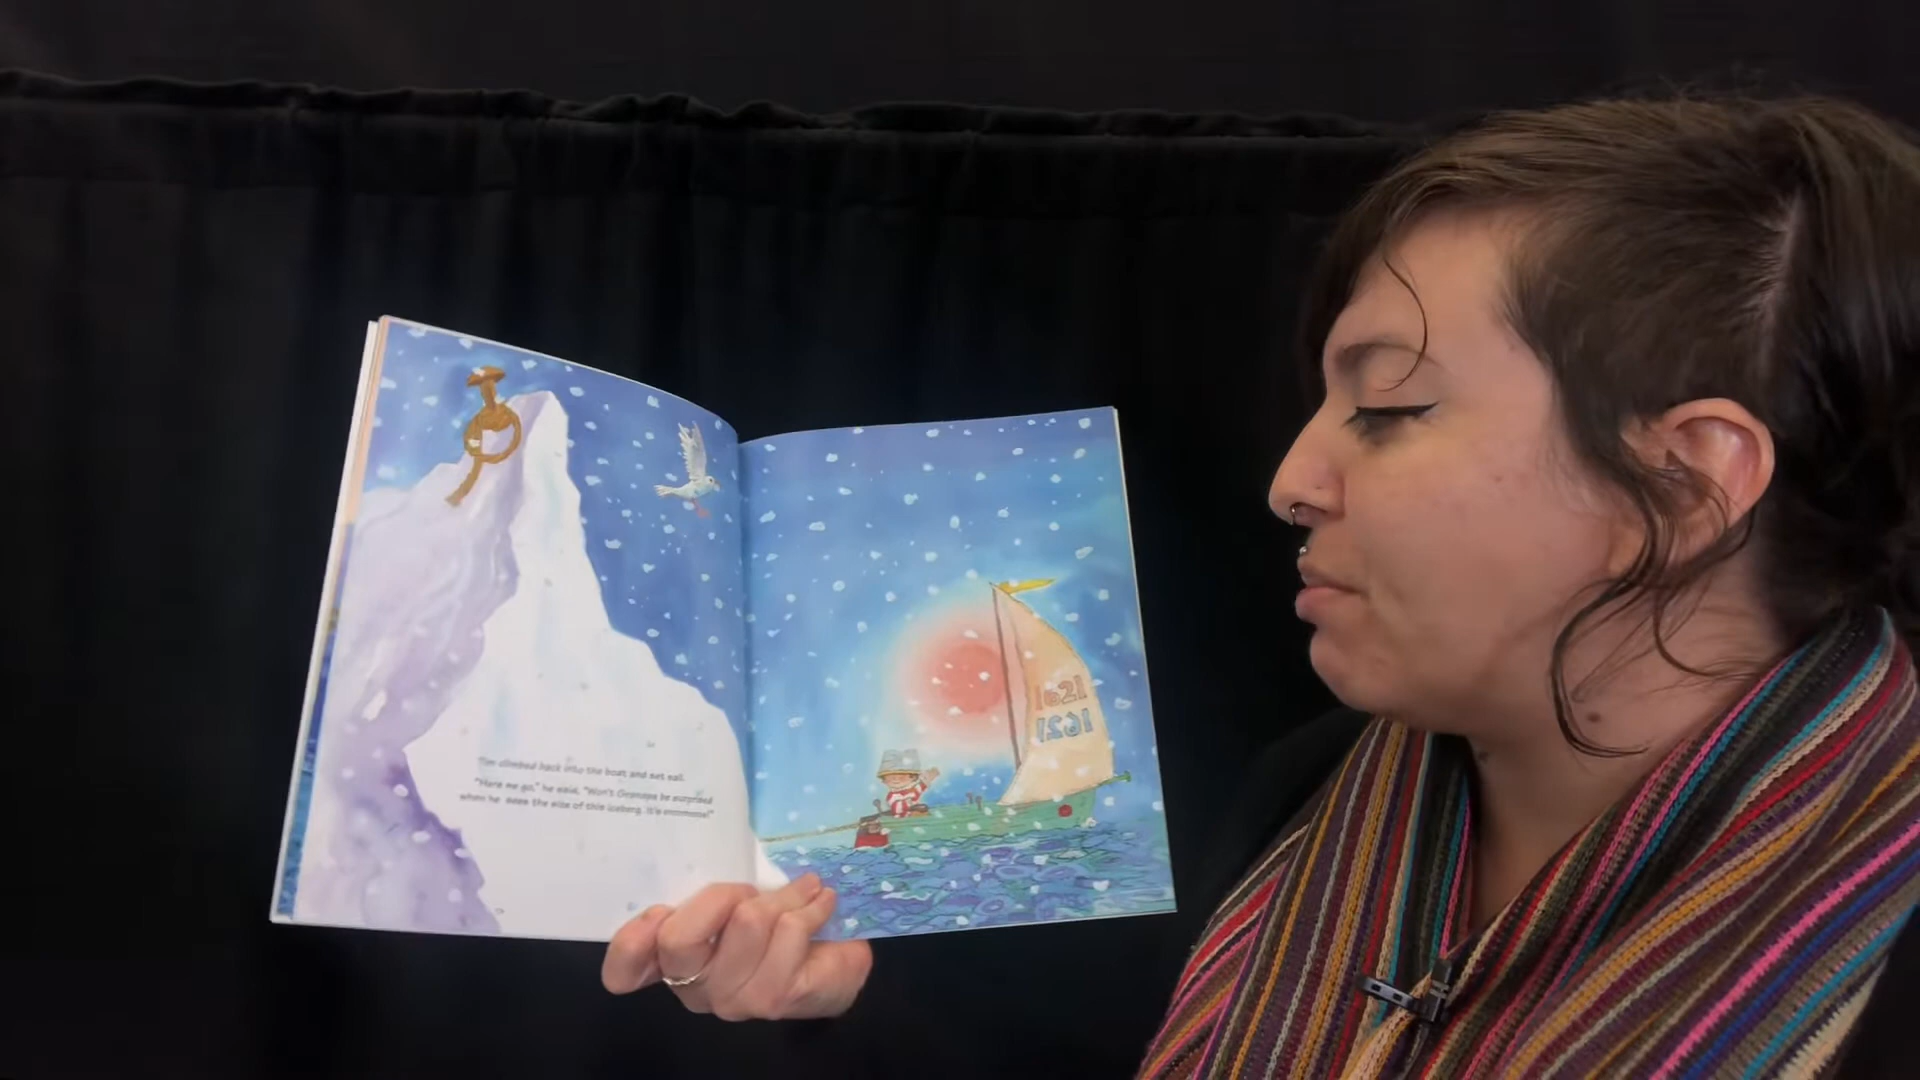 Tim climbed back into the boat and set sail.
"Here we go," he said. "Won't Grandpa be surprised
when he sees the size of this iceberg. It's enormous!"
1621
1621